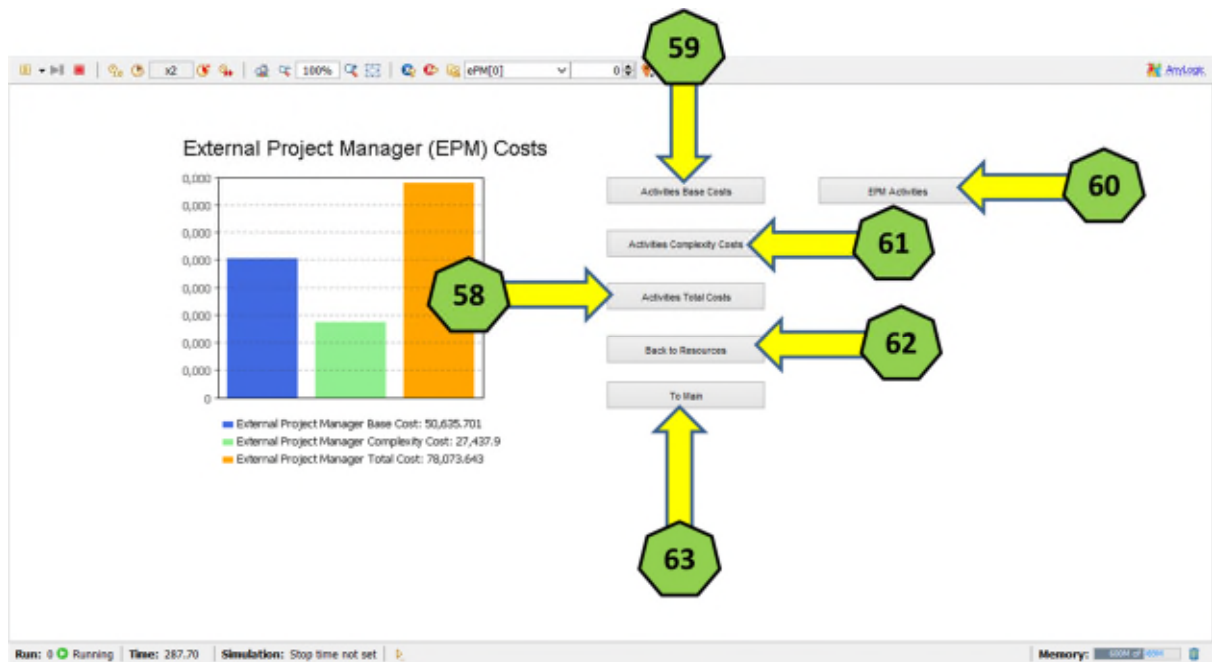 59
x2 100% ePM[0] 0 AnyLogic
External Project Manager (EPM) Costs
0,000
0,000
0,000
0,000
0,000
0,000
0,000
0,000
0
Activities Base Costs
EPM Activities
60
Activities Complexity Costs
61
58
Activities Total Costs
Back to Resources
62
To Main
External Project Manager Base Cost: 50,635.701
External Project Manager Complexity Cost: 27,437.9
External Project Manager Total Cost: 78,073.643
63
Run: 0 Running Time: 287.70 Simulation: Stop time not set Memory: